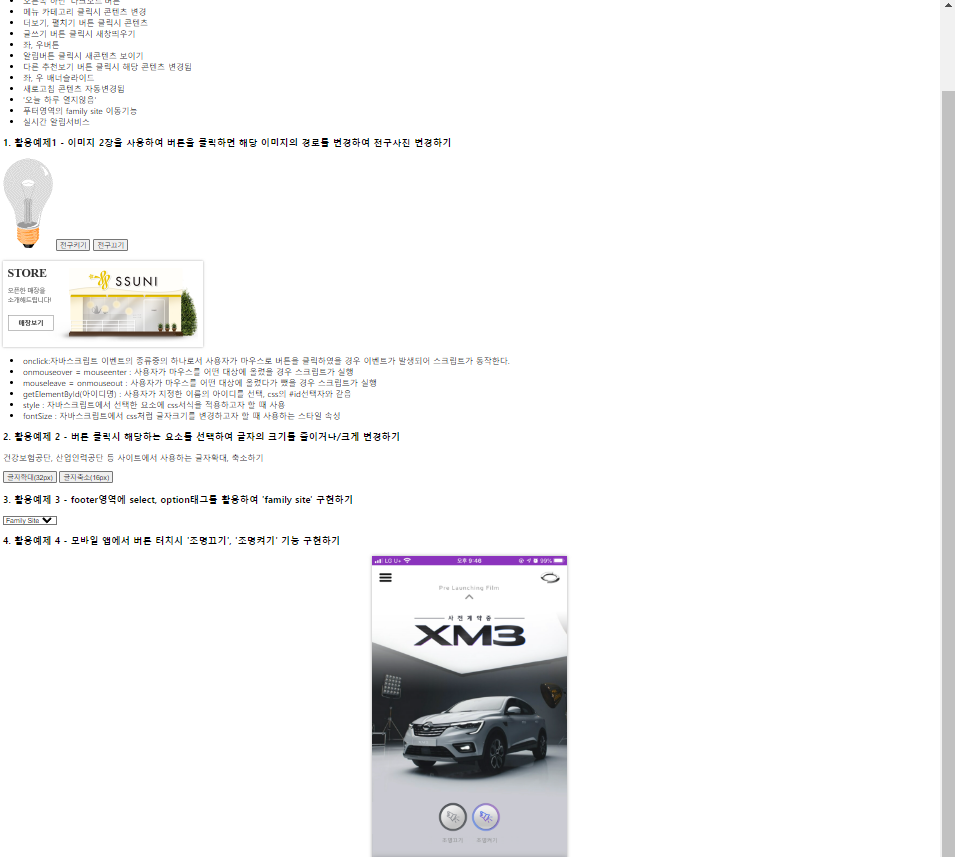 오른쪽 하단 '다크모드'버튼
메뉴 카테고리 클릭시 콘텐츠 변경
더보기, 펼치기 버튼 클릭시 콘텐츠
글쓰기 버튼 클릭시 새창띄우기
좌, 우버튼
알림버튼 클릭시 새콘텐츠 보이기
다른 추천보기 버튼 클릭시 해당 콘텐츠 변경됨
좌, 우 배너슬라이드
새로고침 콘텐츠 자동변경됨
'오늘 하루 열지않음'
푸터영역의 family site 이동기능
실시간 알림서비스
1. 활용예제1 - 이미지 2장을 사용하여 버튼을 클릭하면 해당 이미지의 경로를 변경하여 전구사진 변경하기
전구켜기 전구끄기
STORE
오픈한 매장을
소개해드립니다!
매장보기
SSUNI
onclick:자바스크립트 이벤트의 종류중의 하나로서 사용자가 마우스로 버튼을 클릭하였을 경우 이벤트가 발생되어 스크립트가 동작한다.
onmouseover = mouseenter : 사용자가 마우스를 어떤 대상에 올렸을 경우 스크립트가 실행
mouseleave = onmouseout : 사용자가 마우스를 어떤 대상에 올렸다가 뺐을 경우 스크립트가 실행
getElementById(아이디명) : 사용자가 지정한 이름의 아이디를 선택, css의 #id선택자와 같음
style : 자바스크립트에서 선택한 요소에 css서식을 적용하고자 할 때 사용
fontSize : 자바스크립트에서 css처럼 글자크기를 변경하고자 할 때 사용하는 스타일 속성
2. 활용예제 2 - 버튼 클릭시 해당하는 요소를 선택하여 글자의 크기를 줄이거나/크게 변경하기
건강보험공단, 산업인력공단 등 사이트에서 사용하는 글자확대, 축소하기
글자확대(32px) 글자축소(16px)
3. 활용예제 3 - footer영역에 select, option태그를 활용하여 'family site' 구현하기
Family Site
4. 활용예제 4 - 모바일 앱에서 버튼 터치시 '조명끄기', '조명켜기' 기능 구현하기
LG U+ 오후 9:46 99%
Pre Launching Film
사전계약중
XM3
조명끄기 조명켜기